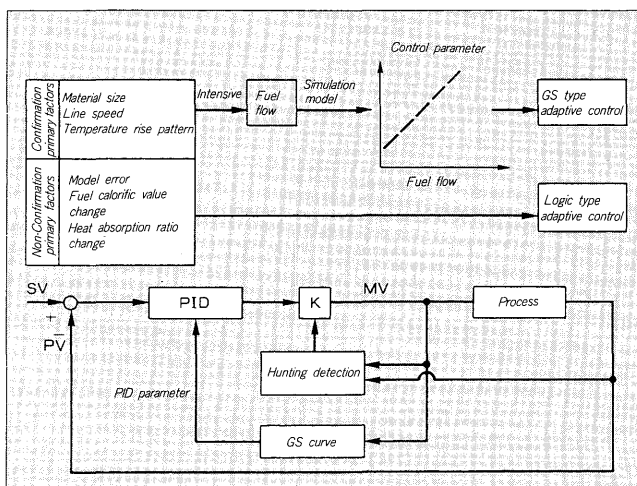 Confirmation
primary factors
Material size
Line speed
Temperature rise pattern
Intensive
Fuel
flow
Simulation
model
Control parameter
Fuel flow
GS type
adaptive control
Non-Confirmation
primary factors
Model error
Fuel calorific value
change
Heat absorption ratio
change
Logic type
adaptive control
SV
+
−
PV
PID
K
MV
Process
Hunting detection
PID parameter
GS curve